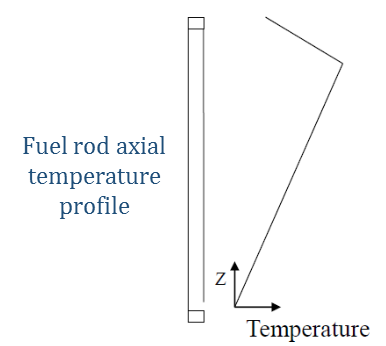 Fuel rod axial
temperature
profile
Z
Temperature